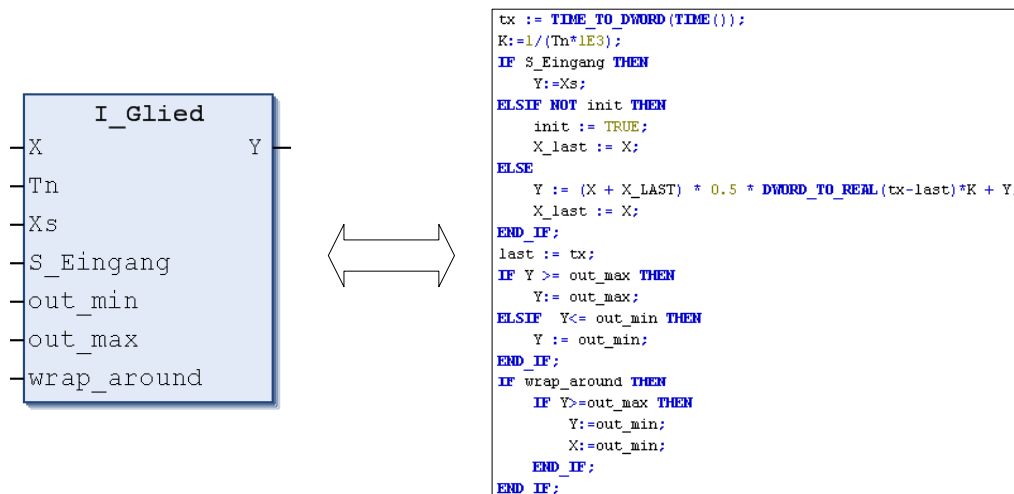 I_Glied
X Y
Tn
Xs
S_Eingang
out_min
out_max
wrap_around
tx := TIME_TO_DWORD(TIME());
K:=1/(Tn*1E3);
IF S_Eingang THEN
Y:=Xs;
ELSIF NOT init THEN
init := TRUE;
X_last := X;
ELSE
Y := (X + X_LAST) * 0.5 * DWORD_TO_REAL(tx-last)*K + Y
X_last := X;
END_IF;
last := tx;
IF Y >= out_max THEN
Y:= out_max;
ELSIF Y<= out_min THEN
Y := out_min;
END_IF;
IF wrap_around THEN
IF Y>=out_max THEN
Y:=out_min;
X:=out_min;
END_IF;
END_IF;